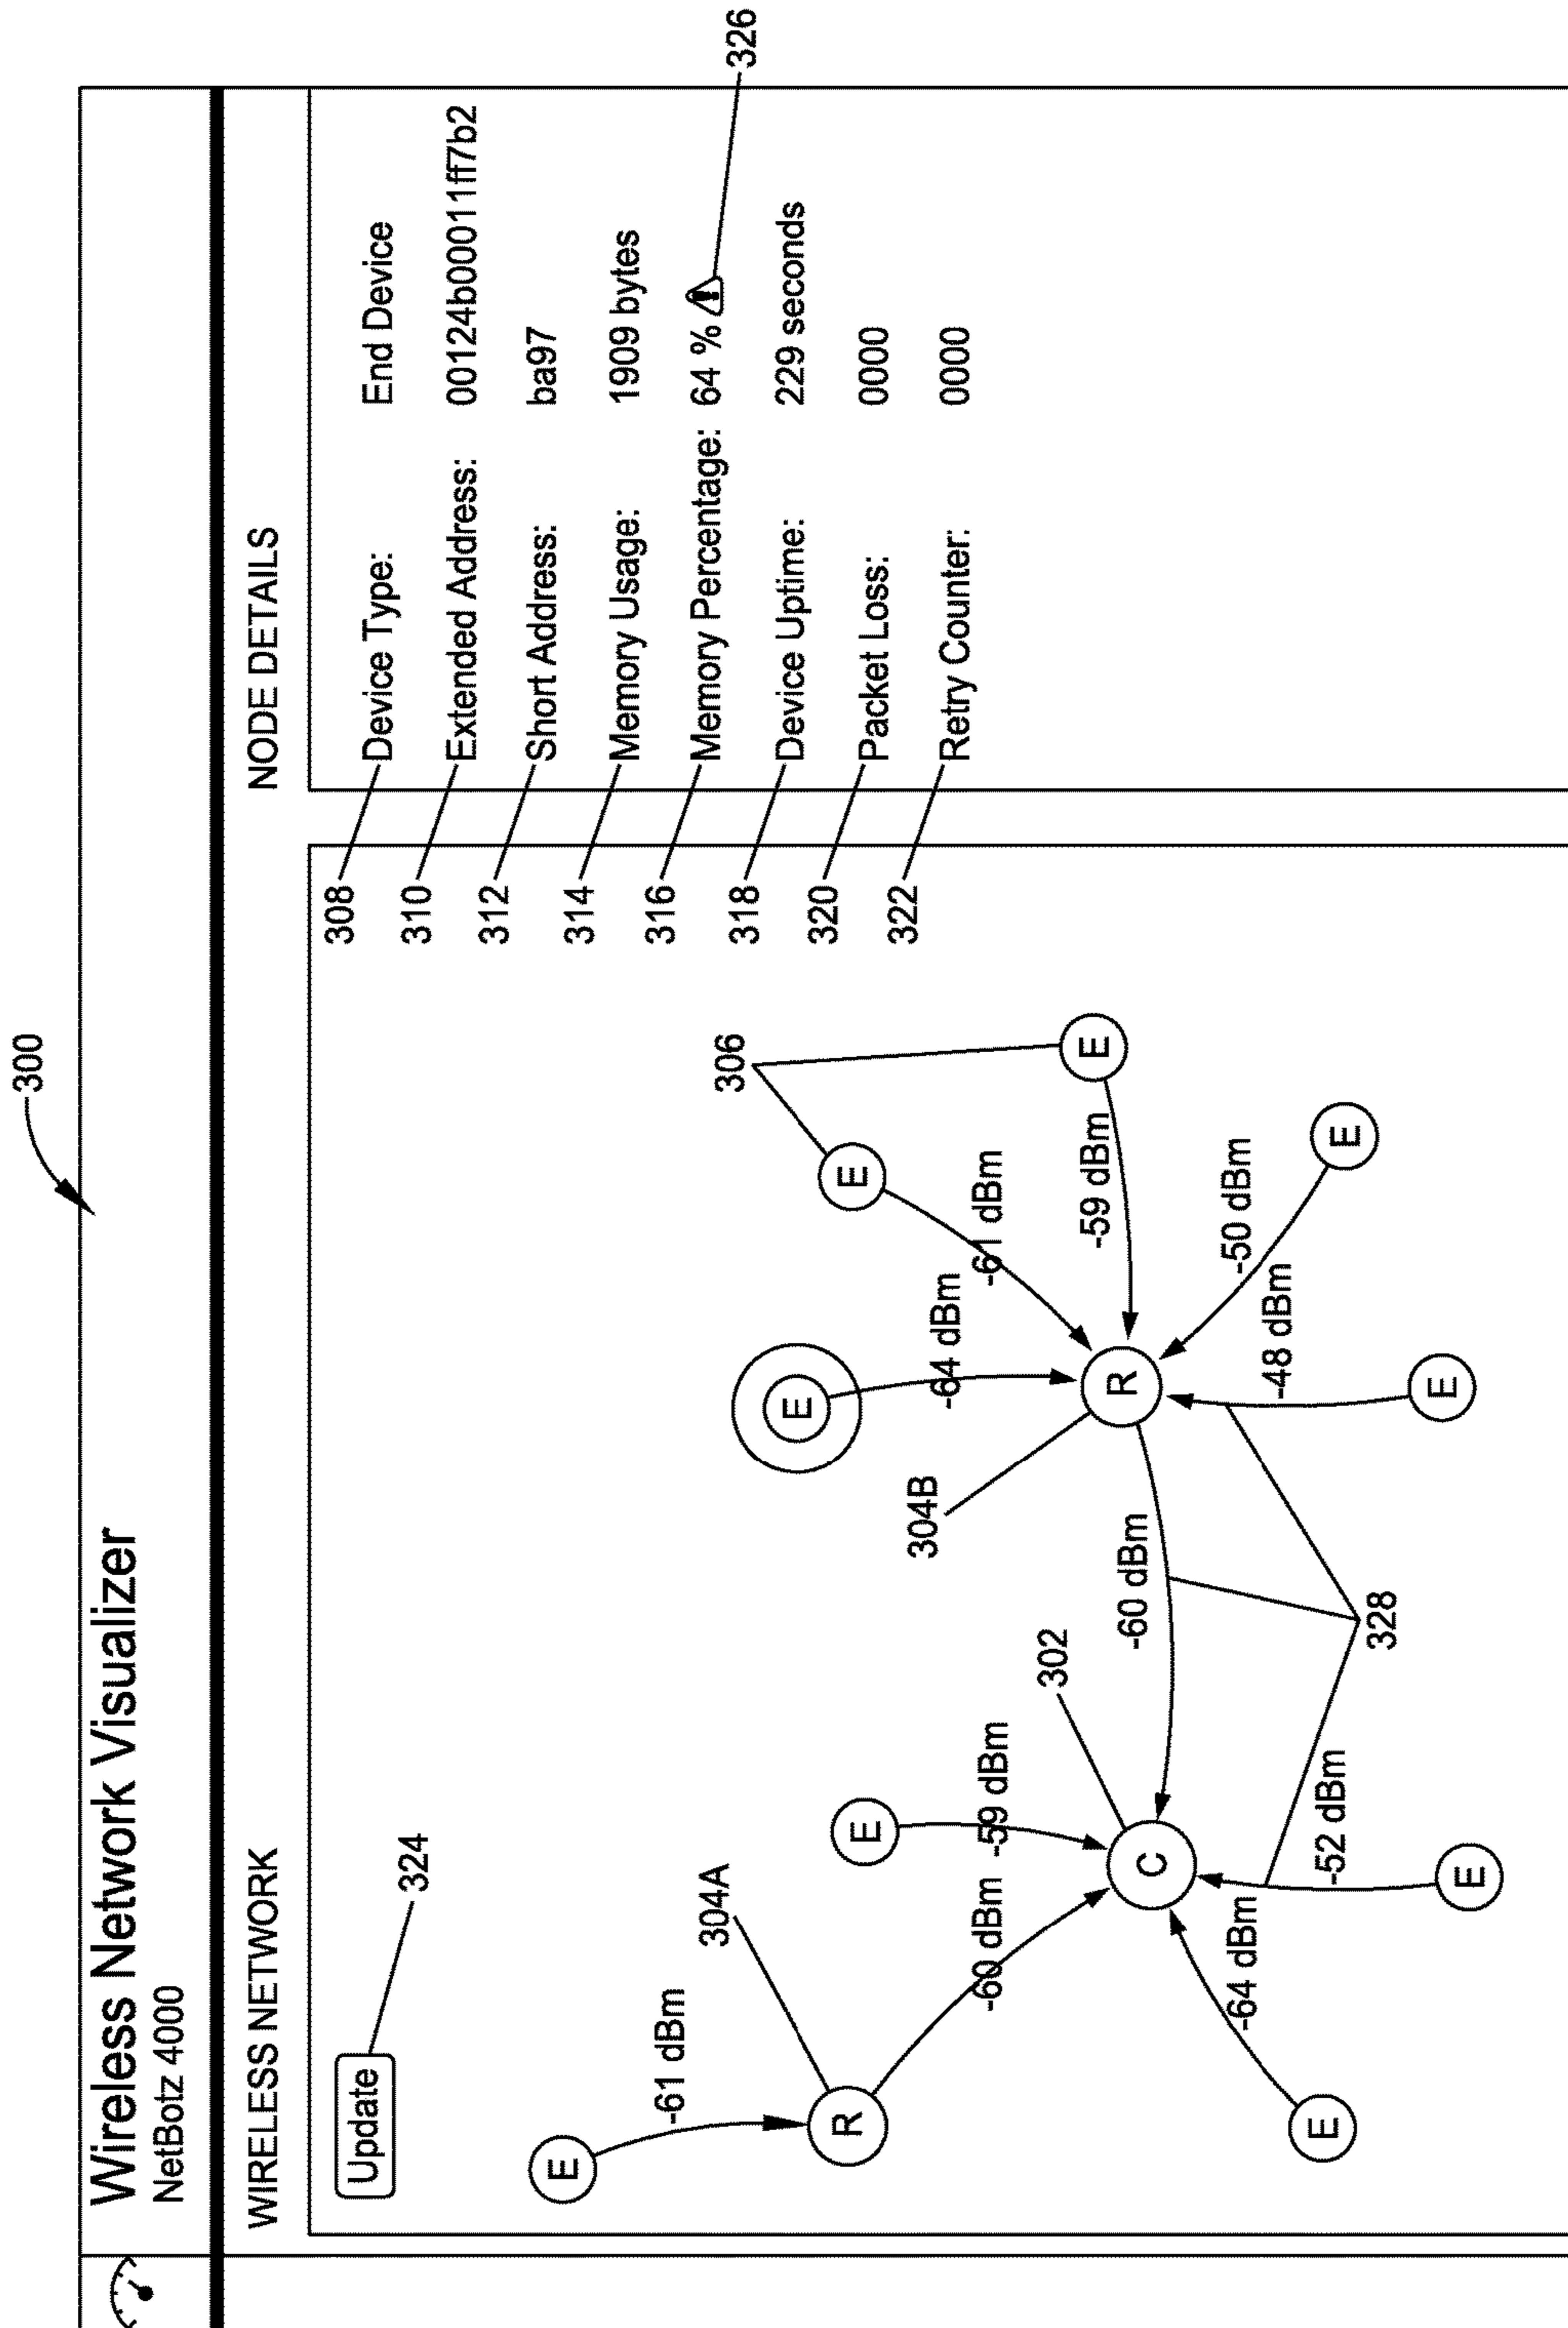 300
Wireless Network Visualizer
NetBotz 4000
WIRELESS NETWORK
Update
324
E
-61 dBm
R
304A
-60 dBm
E
-59 dBm
C
302
E
-64 dBm
E
-52 dBm
-60 dBm
328
304B
R
E
-64 dBm
E
-61 dBm
306
E
-59 dBm
E
-50 dBm
E
-48 dBm
NODE DETAILS
308 Device Type: End Device
310 Extended Address: 00124b00011ff7b2
312 Short Address: ba97
314 Memory Usage: 1909 bytes
316 Memory Percentage: 64 % 326
318 Device Uptime: 229 seconds
320 Packet Loss: 0000
322 Retry Counter: 0000